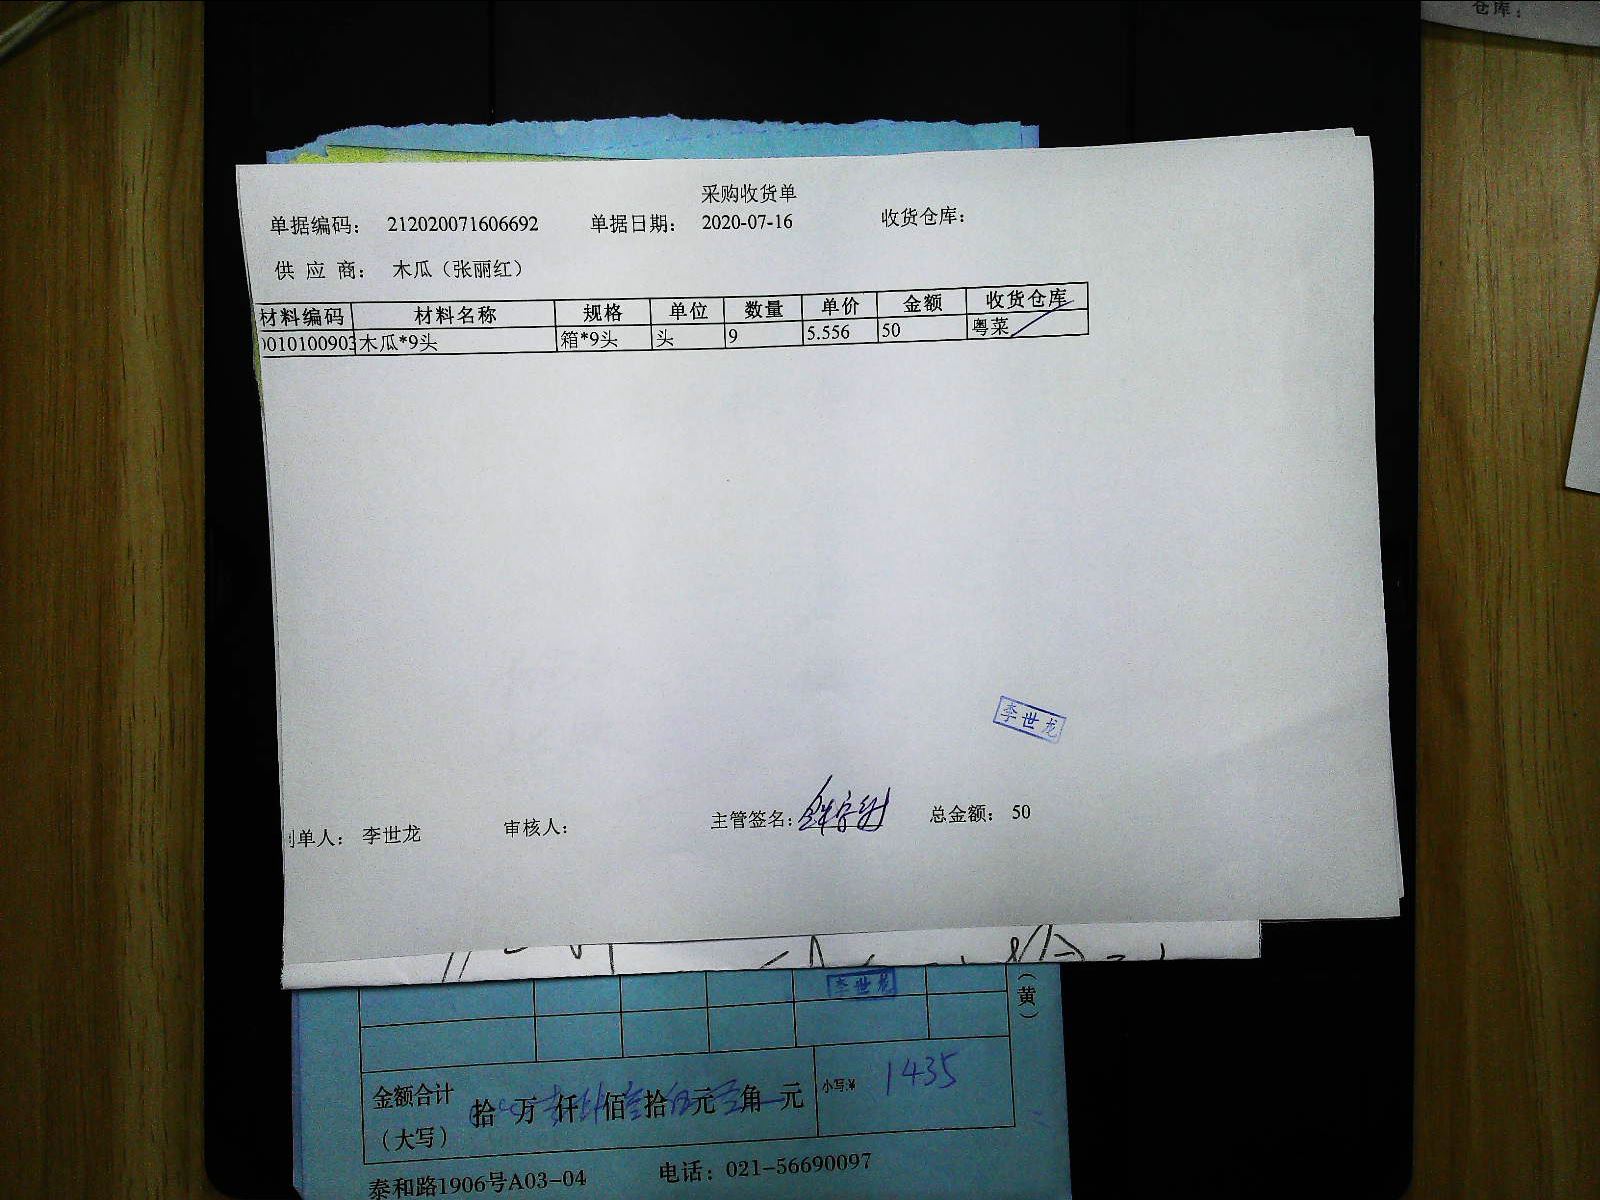 仓库：
采购收货单
单据编码： 212020071606692 单据日期： 2020-07-16 收货仓库：
供 应 商： 木瓜（张丽红）
材料编码 材料名称 规格 单位 数量 单价 金额 收货仓库
0010100903 木瓜*9头 箱*9头 头 9 5.556 50 粤菜
李世龙
制单人： 李世龙 审核人： 主管签名： 总金额： 50
李世龙
（黄）
金额合计（大写） 拾 万 仟 佰 拾 元 角 元 小写:¥ 1435
泰和路1906号A03-04 电话：021-56690097